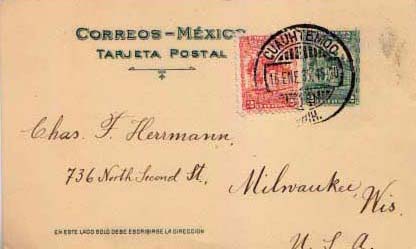 CORREOS-MÉXICO
TARJETA POSTAL
CUAUHTEMOC
CHIH.
Chas. F. Herrmann,
736 North Second St.,
Milwaukee, Wis.
U. S. A.
EN ESTE LADO SOLO DEBE ESCRIBIRSE LA DIRECCION